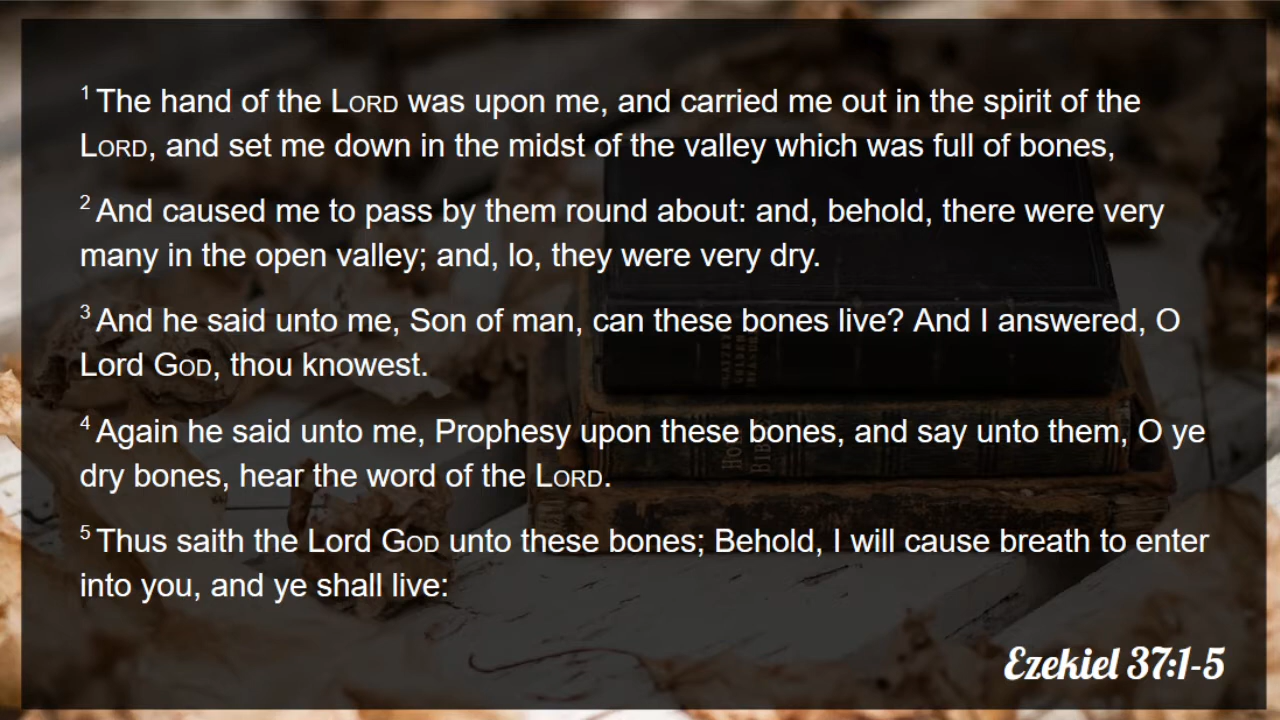 1 The hand of the LORD was upon me, and carried me out in the spirit of the
LORD, and set me down in the midst of the valley which was full of bones,
2 And caused me to pass by them round about: and, behold, there were very
many in the open valley; and, lo, they were very dry.
3 And he said unto me, Son of man, can these bones live? And I answered, O
Lord GOD, thou knowest.
4 Again he said unto me, Prophesy upon these bones, and say unto them, O ye
dry bones, hear the word of the LORD.
5 Thus saith the Lord GOD unto these bones; Behold, I will cause breath to enter
into you, and ye shall live:
HOLY
BIBLE
Ezekiel 37:1-5